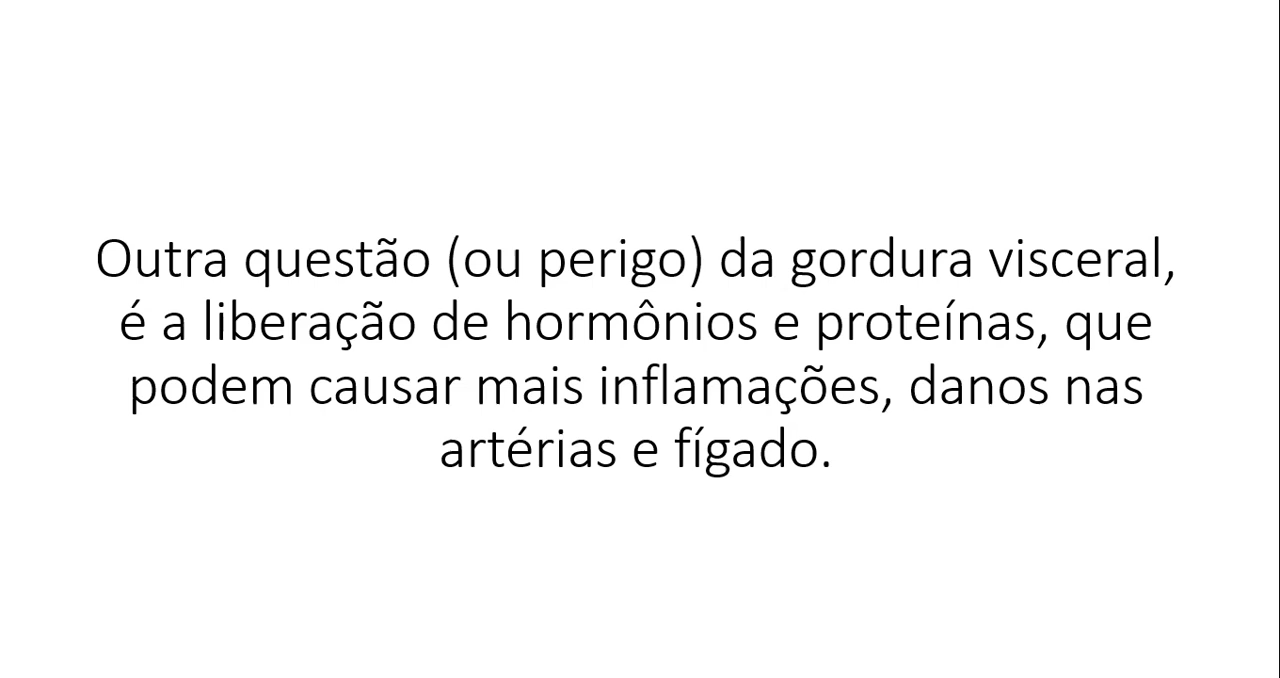 Outra questão (ou perigo) da gordura visceral,
é a liberação de hormônios e proteínas, que
podem causar mais inflamações, danos nas
artérias e fígado.